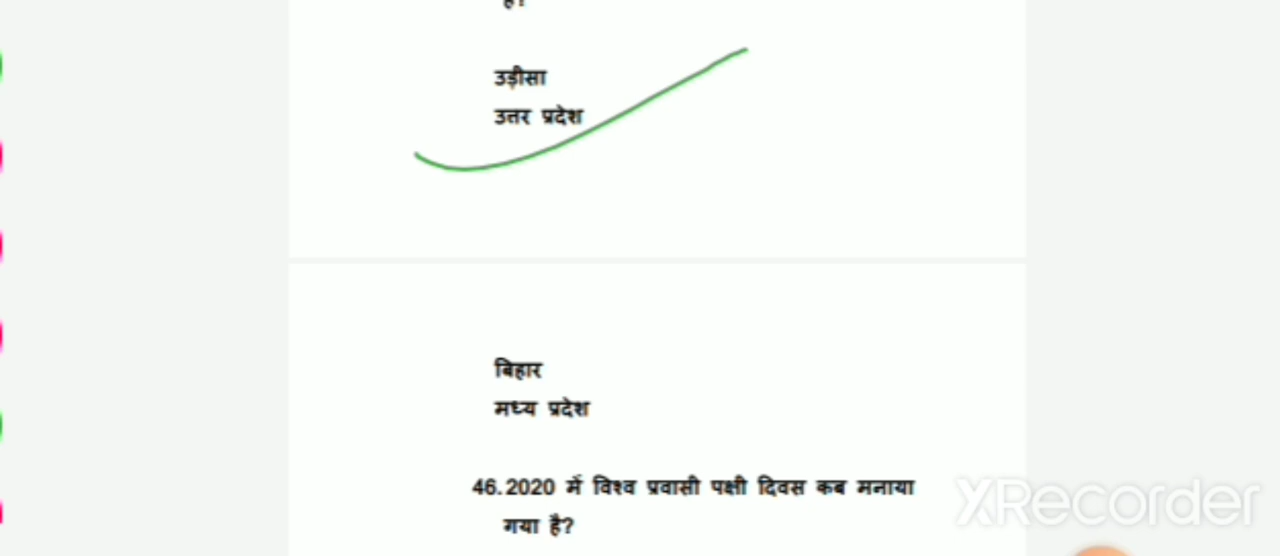 है?
उड़ीसा
उत्तर प्रदेश
बिहार
मध्य प्रदेश
46.2020 में विश्व प्रवासी पक्षी दिवस कब मनाया
गया है?
XRecorder